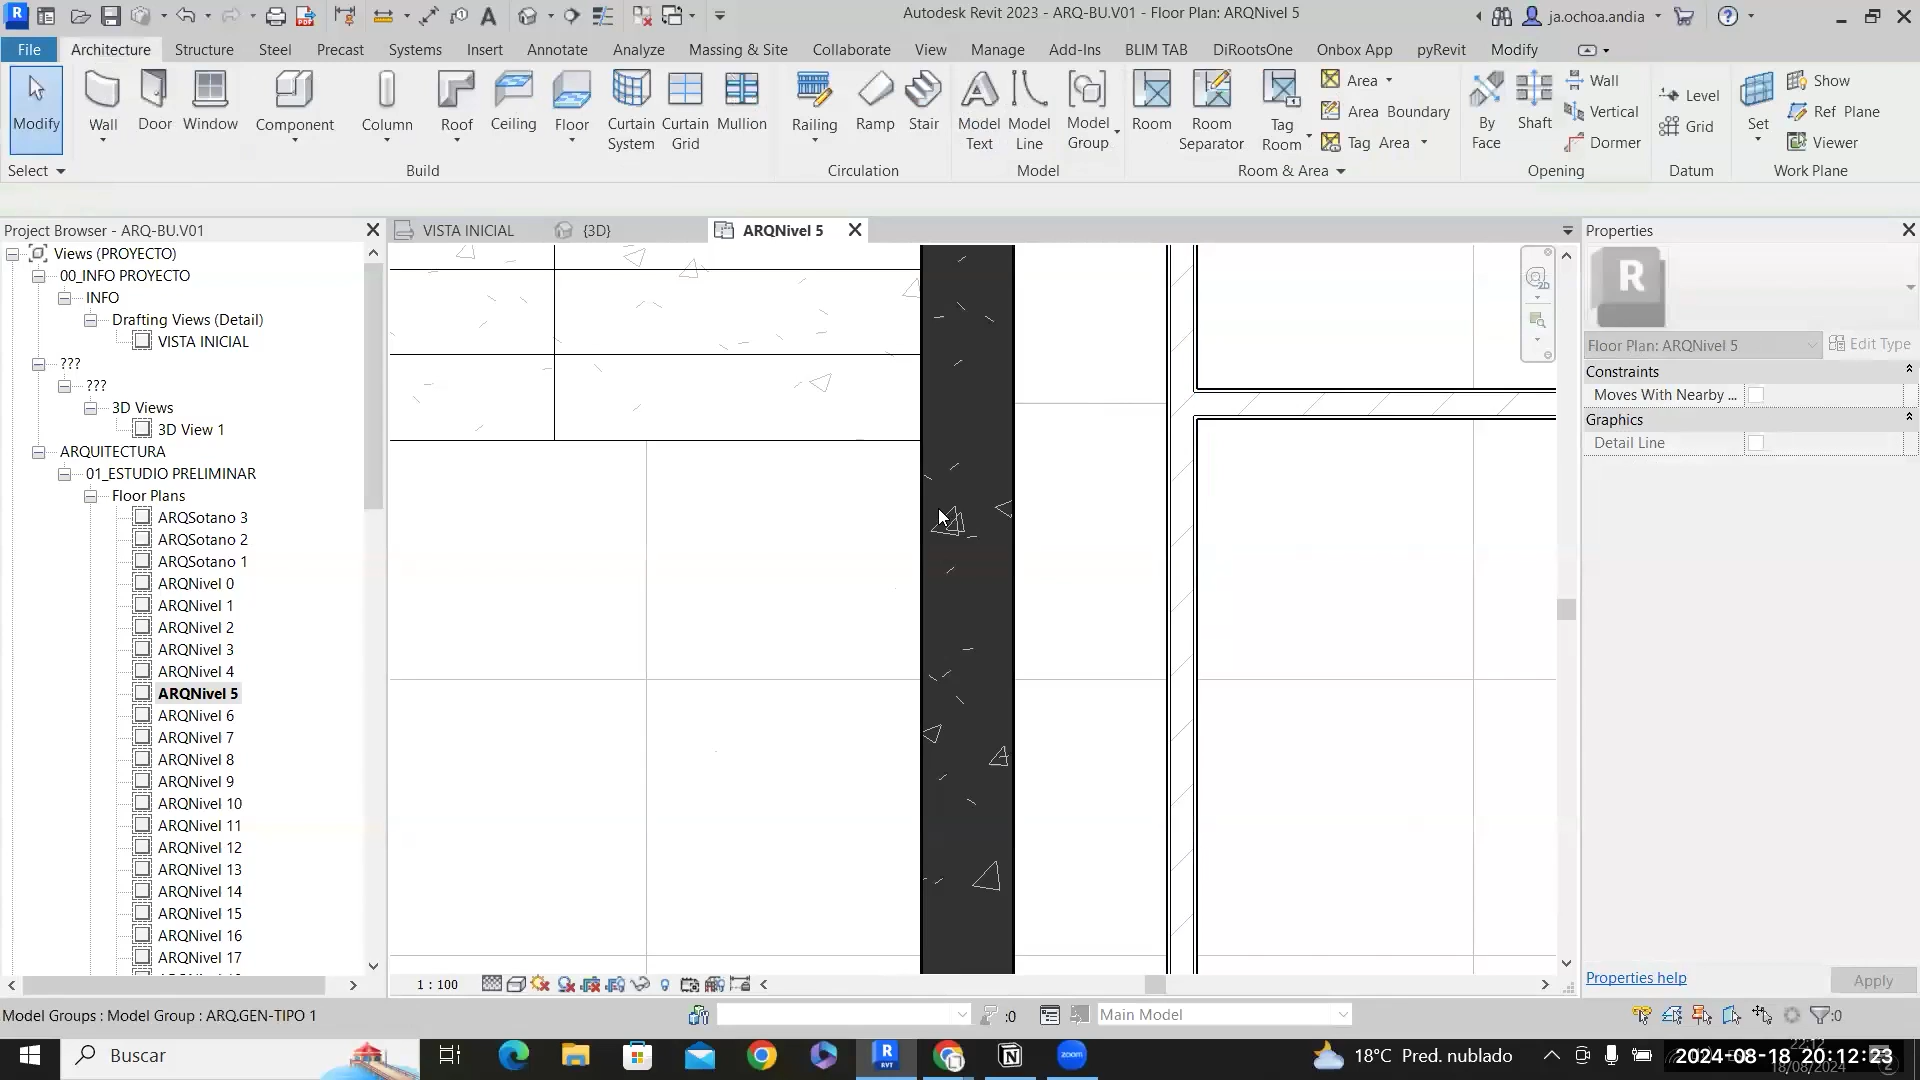 Autodesk Revit 2023 - ARQ-BU.V01 - Floor Plan: ARQNivel 5
ja.ochoa.andia
File Architecture Structure Steel Precast Systems Insert Annotate Analyze Massing & Site Collaborate View Manage Add-Ins BLIM TAB DiRootsOne Onbox App pyRevit Modify
Modify
Wall
Door
Window
Component
Column
Roof
Ceiling
Floor
Curtain System
Curtain Grid
Mullion
Railing
Ramp
Stair
Model Text
Model Line
Model Group
Room
Room Separator
Tag Room
Area
Area Boundary
Tag Area
By Face
Shaft
Wall
Vertical
Dormer
Level
Grid
Set
Show
Ref Plane
Viewer
Select Build Circulation Model Room & Area Opening Datum Work Plane
Project Browser - ARQ-BU.V01
VISTA INICIAL
{3D}
ARQNivel 5
Properties
Views (PROYECTO)
00_INFO PROYECTO
INFO
Drafting Views (Detail)
VISTA INICIAL
???
???
3D Views
3D View 1
ARQUITECTURA
01_ESTUDIO PRELIMINAR
Floor Plans
ARQSotano 3
ARQSotano 2
ARQSotano 1
ARQNivel 0
ARQNivel 1
ARQNivel 2
ARQNivel 3
ARQNivel 4
ARQNivel 5
ARQNivel 6
ARQNivel 7
ARQNivel 8
ARQNivel 9
ARQNivel 10
ARQNivel 11
ARQNivel 12
ARQNivel 13
ARQNivel 14
ARQNivel 15
ARQNivel 16
ARQNivel 17
2D
R
Floor Plan: ARQNivel 5
Edit Type
Constraints
Moves With Nearby ...
Graphics
Detail Line
Properties help
Apply
1 : 100
Model Groups : Model Group : ARQ.GEN-TIPO 1
:0
Main Model
:0
Buscar
R
RVT
zoom
18°C Pred. nublado
22:12
18/08/2024
2
2024-08-18 20:12:23